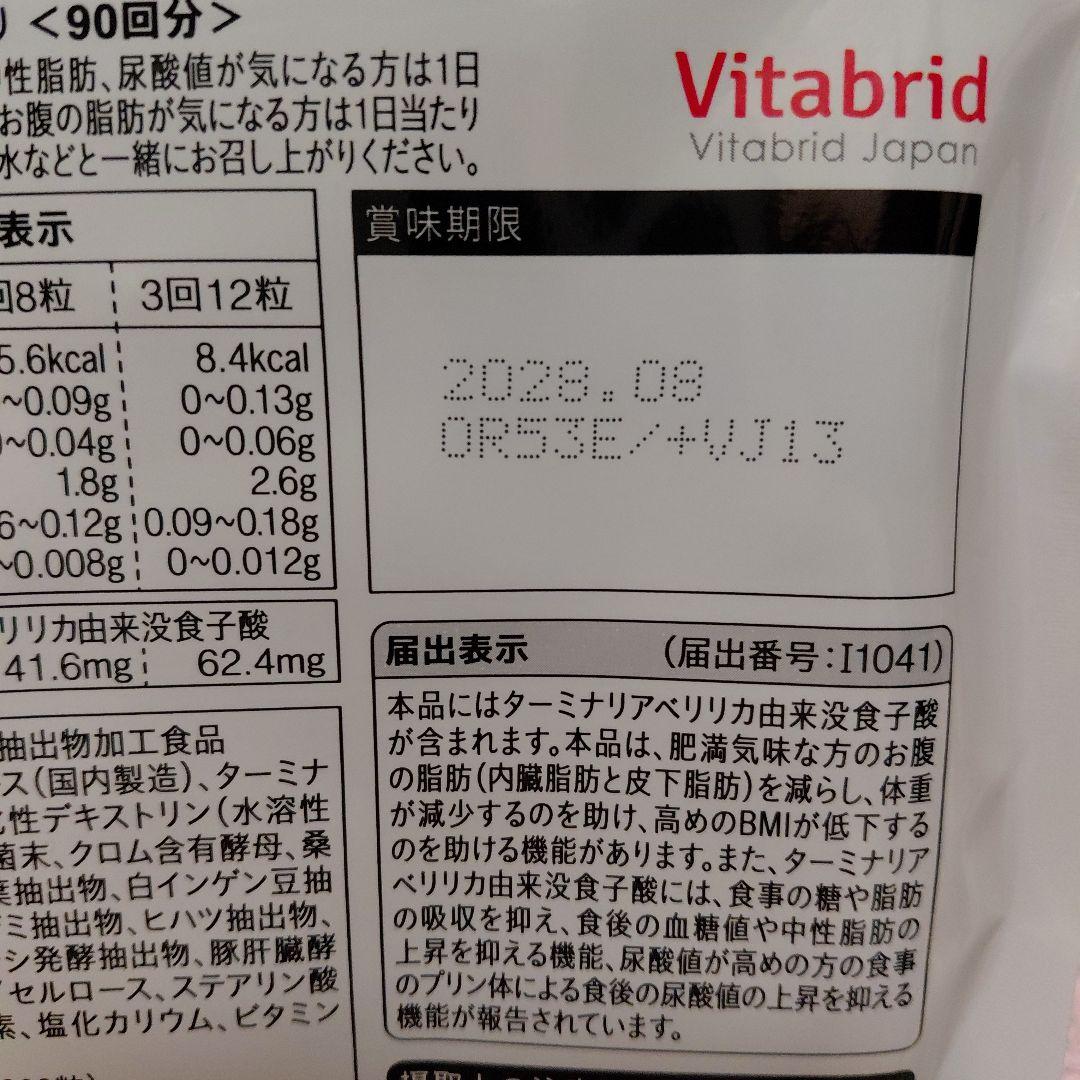 <90回分>
性脂肪、尿酸値が気になる方は1日
お腹の脂肪が気になる方は1日当たり
水などと一緒にお召し上がりください。
Vitabrid
Vitabrid Japan
表示
回8粒 3回12粒
5.6kcal 8.4kcal
~0.09g 0~0.13g
~0.04g 0~0.06g
1.8g 2.6g
6~0.12g 0.09~0.18g
~0.008g 0~0.012g
リリカ由来没食子酸
41.6mg 62.4mg
賞味期限
2028.08
0R53E/+VJ13
抽出物加工食品
ス(国内製造)、ターミナ
性デキストリン(水溶性
菌末、クロム含有酵母、桑
葉抽出物、白インゲン豆抽
ミ抽出物、ヒハツ抽出物、
シ発酵抽出物、豚肝臓酵
セルロース、ステアリン酸
素、塩化カリウム、ビタミン
届出表示 (届出番号:I1041)
本品にはターミナリアベリリカ由来没食子酸
が含まれます。本品は、肥満気味な方のお腹
の脂肪(内臓脂肪と皮下脂肪)を減らし、体重
が減少するのを助け、高めのBMIが低下する
のを助ける機能があります。また、ターミナリア
ベリリカ由来没食子酸には、食事の糖や脂肪
の吸収を抑え、食後の血糖値や中性脂肪の
上昇を抑える機能、尿酸値が高めの方の食事
のプリン体による食後の尿酸値の上昇を抑える
機能が報告されています。